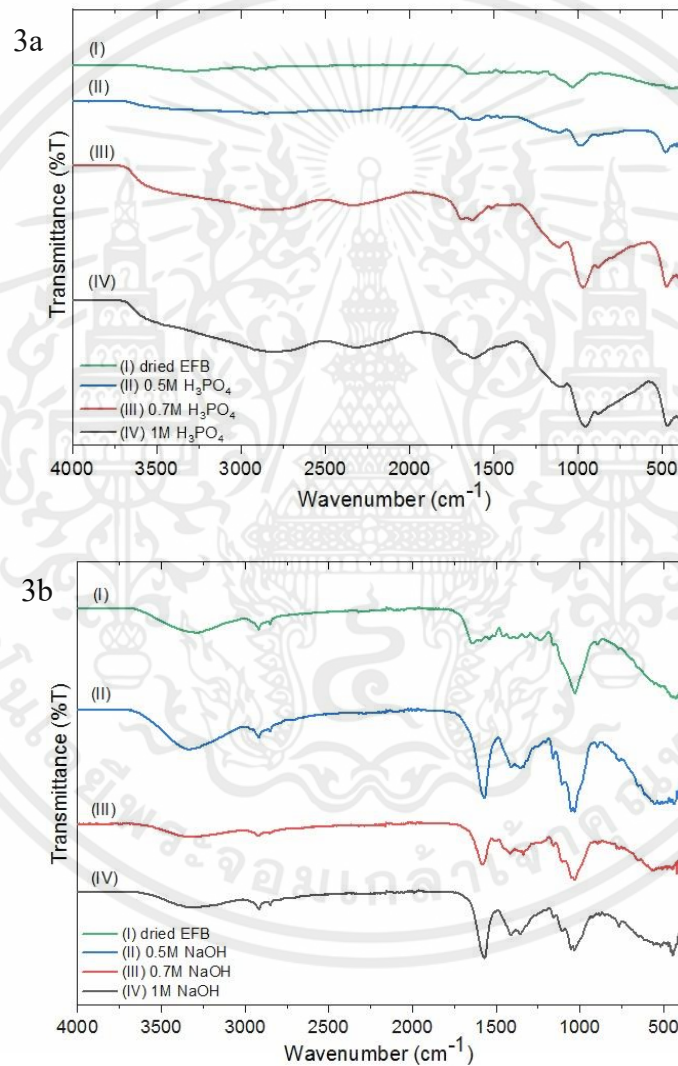 3a
(I)
(II)
(III)
(IV)
Transmittance (%T)
(I) dried EFB
(II) 0.5M H₃PO₄
(III) 0.7M H₃PO₄
(IV) 1M H₃PO₄
4000 3500 3000 2500 2000 1500 1000 500
Wavenumber (cm⁻¹)
3b
(I)
(II)
(III)
(IV)
Transmittance (%T)
(I) dried EFB
(II) 0.5M NaOH
(III) 0.7M NaOH
(IV) 1M NaOH
4000 3500 3000 2500 2000 1500 1000 500
Wavenumber (cm⁻¹)